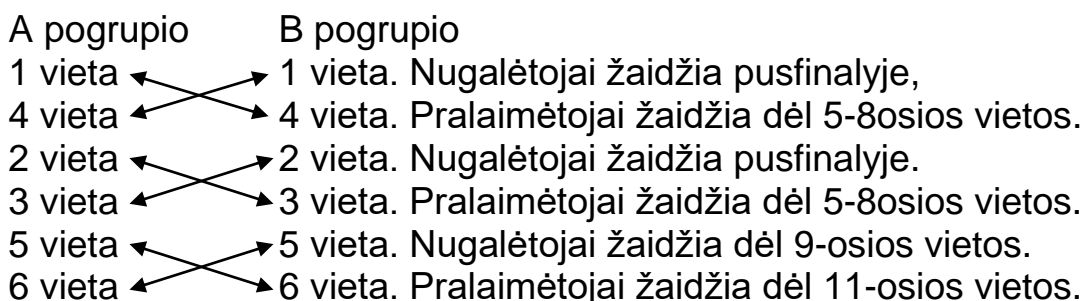 A pogrupio B pogrupio
1 vieta 1 vieta. Nugalėtojai žaidžia pusfinalyje,
4 vieta 4 vieta. Pralaimėtojai žaidžia dėl 5-8osios vietos.
2 vieta 2 vieta. Nugalėtojai žaidžia pusfinalyje.
3 vieta 3 vieta. Pralaimėtojai žaidžia dėl 5-8osios vietos.
5 vieta 5 vieta. Nugalėtojai žaidžia dėl 9-osios vietos.
6 vieta 6 vieta. Pralaimėtojai žaidžia dėl 11-osios vietos.